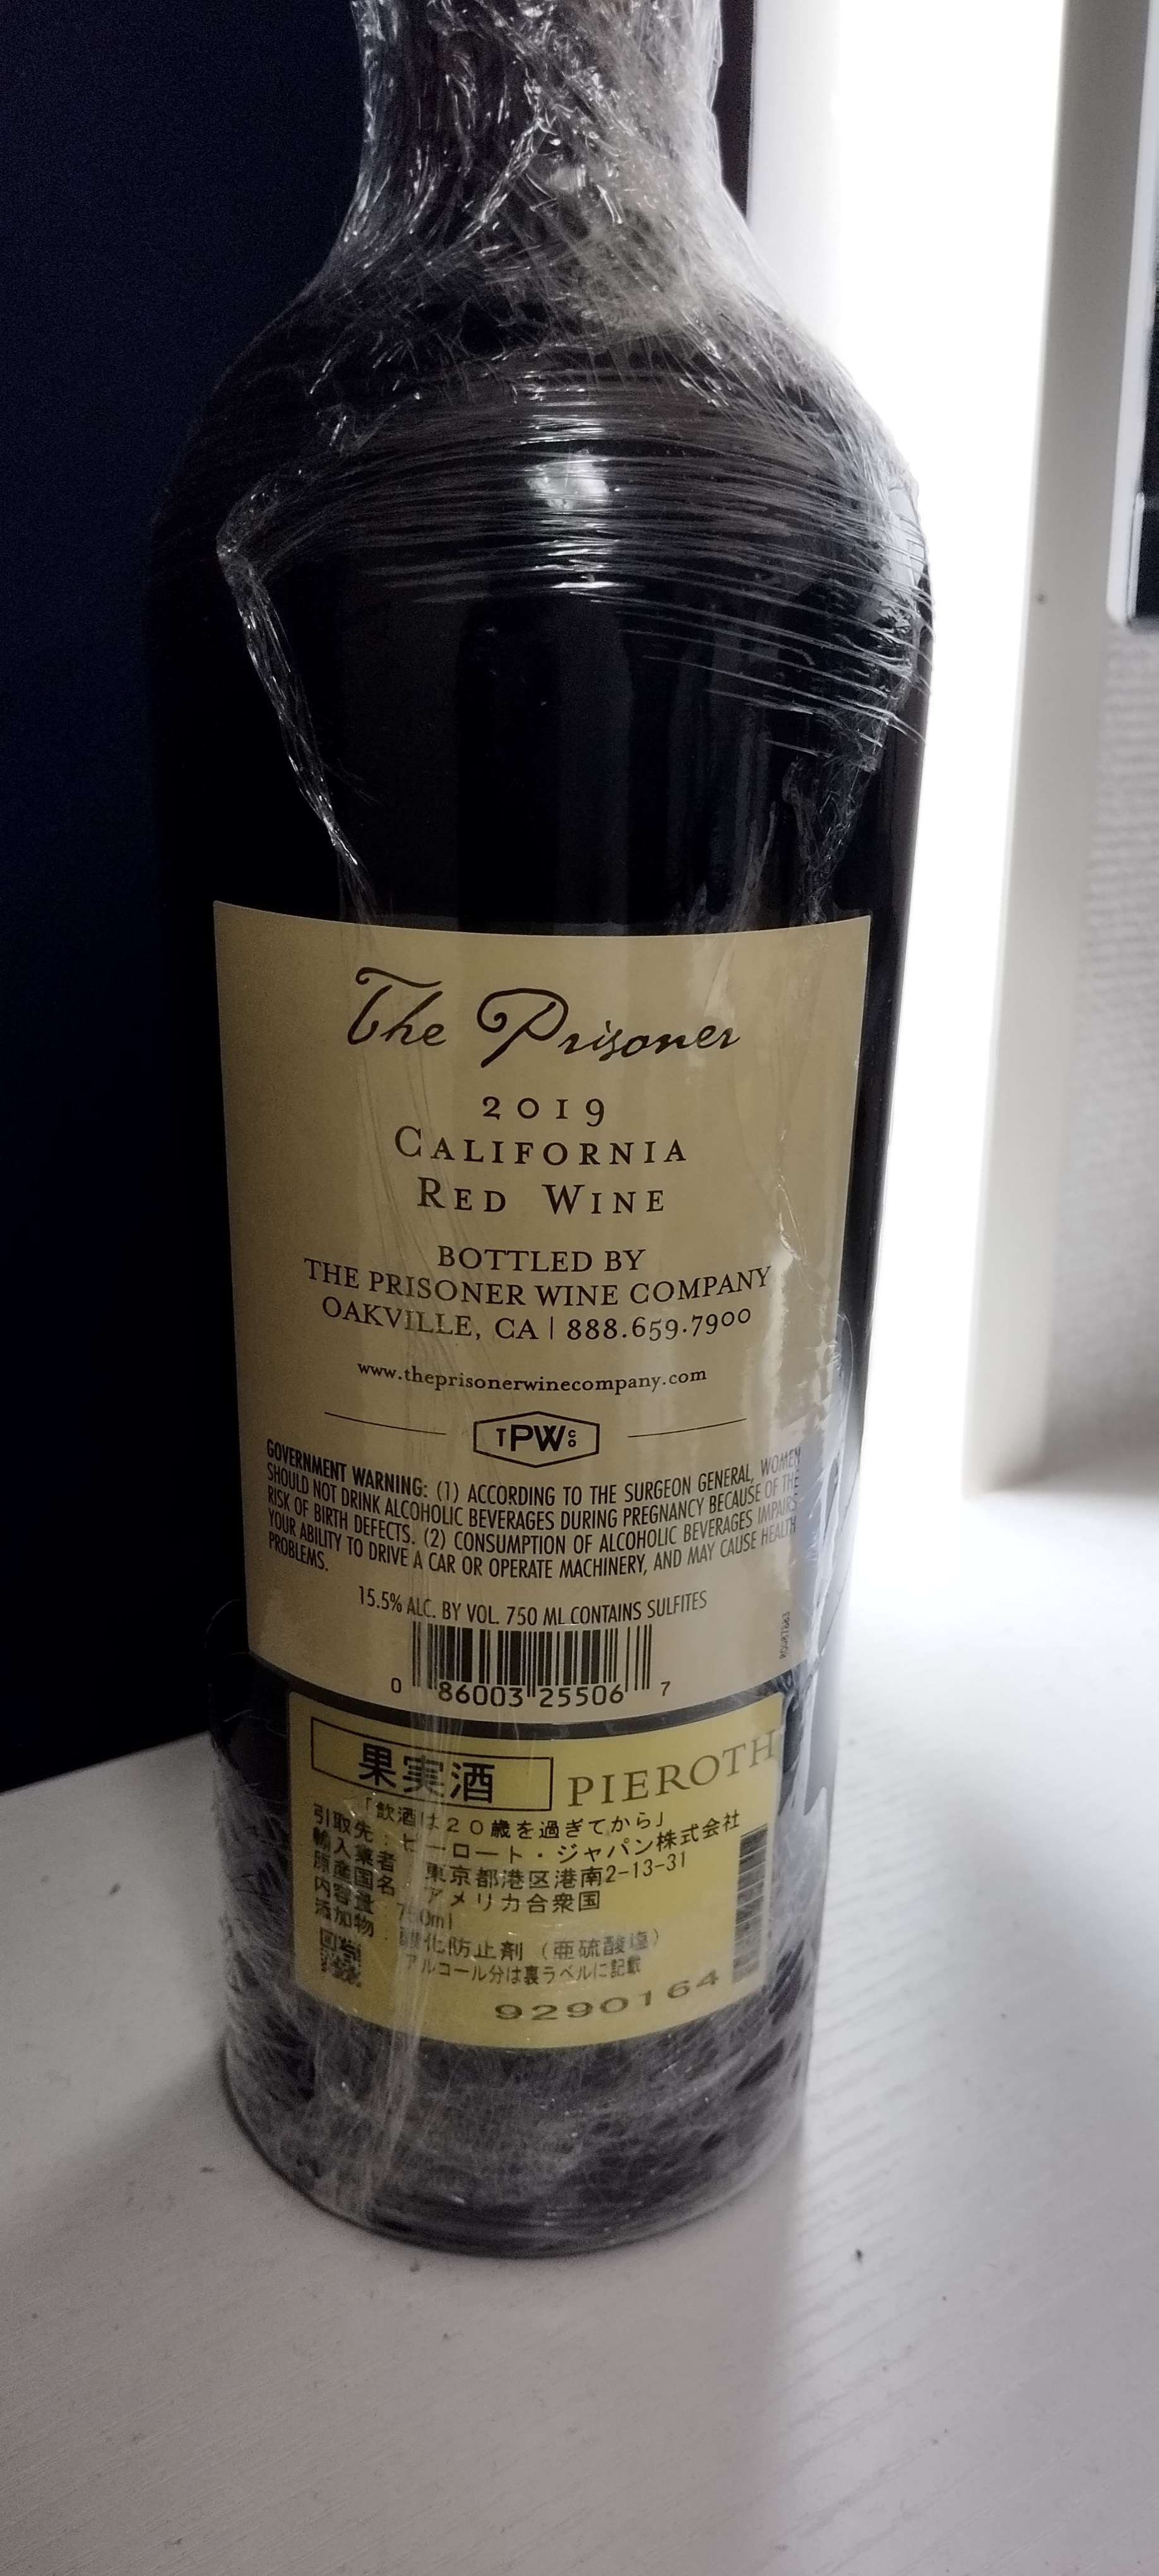 The Prisoner
2019
CALIFORNIA
RED WINE
BOTTLED BY
THE PRISONER WINE COMPANY
OAKVILLE, CA | 888.659.7900
www.theprisonerwinecompany.com
TPWCO
GOVERNMENT WARNING: (1) ACCORDING TO THE SURGEON GENERAL, WOMEN
SHOULD NOT DRINK ALCOHOLIC BEVERAGES DURING PREGNANCY BECAUSE OF THE
RISK OF BIRTH DEFECTS. (2) CONSUMPTION OF ALCOHOLIC BEVERAGES IMPAIRS
YOUR ABILITY TO DRIVE A CAR OR OPERATE MACHINERY, AND MAY CAUSE HEALTH
PROBLEMS.
15.5% ALC. BY VOL. 750 ML CONTAINS SULFITES
0 86003 25506 7
果実酒 PIEROTH
「飲酒は20歳を過ぎてから」
引取先：ピーロート・ジャパン株式会社
輸入業者 東京都港区港南2-13-31
原産国名：アメリカ合衆国
内容量 750ml
添加物：酸化防止剤（亜硫酸塩）
アルコール分は裏ラベルに記載
9290164